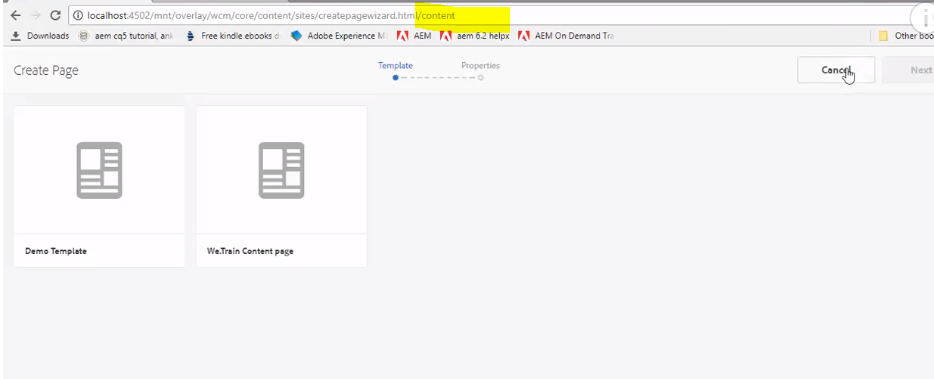 localhost:4502/mnt/overlay/wcm/core/content/sites/createpagewizard.html/content
Downloads aem cq5 tutorial, ank Free kindle ebooks d Adobe Experience M AEM aem 6.2 helpx AEM On Demand Tra Other boo
Create Page Template Properties Cancel Next
Demo Template We.Train Content page